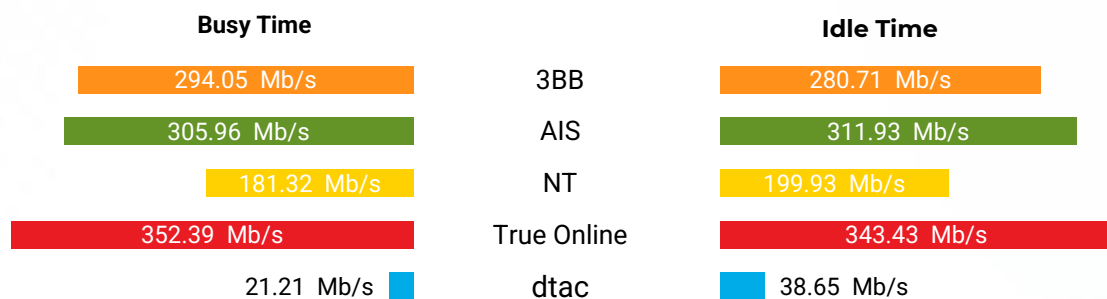 Busy Time Idle Time
294.05 Mb/s 3BB 280.71 Mb/s
305.96 Mb/s AIS 311.93 Mb/s
181.32 Mb/s NT 199.93 Mb/s
352.39 Mb/s True Online 343.43 Mb/s
21.21 Mb/s dtac 38.65 Mb/s